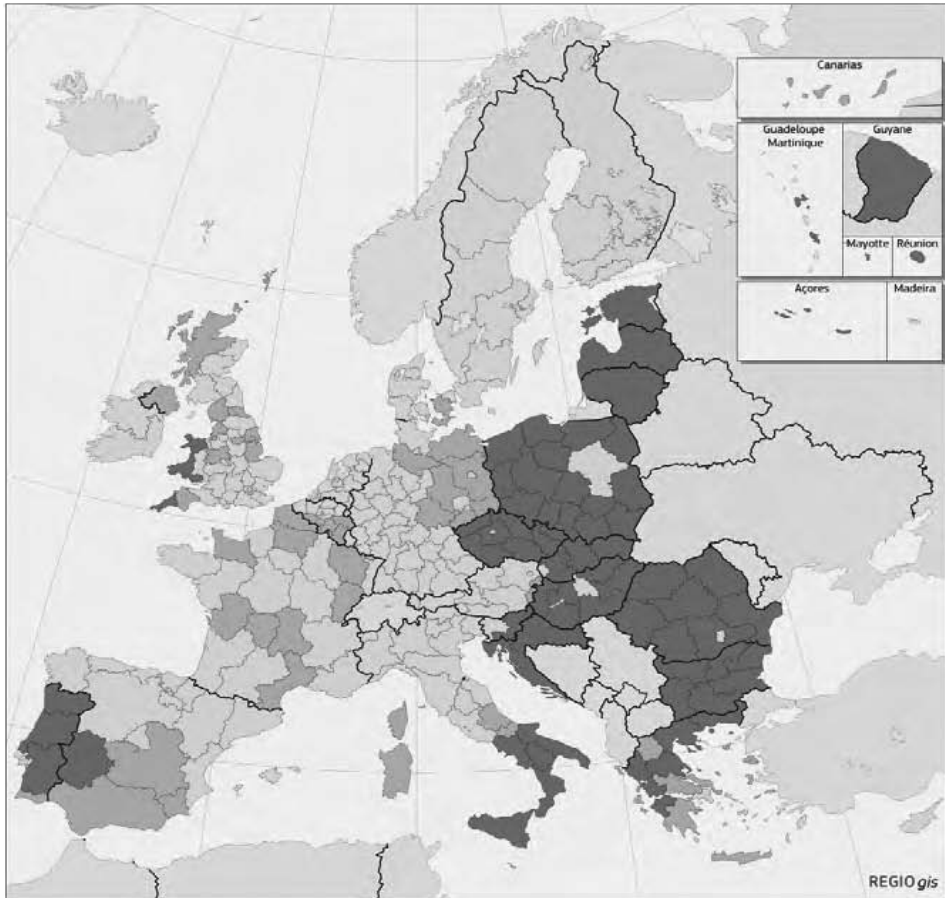 Canarias
Guadeloupe
Martinique
Guyane
Mayotte
Réunion
Açores
Madeira
REGIOgis